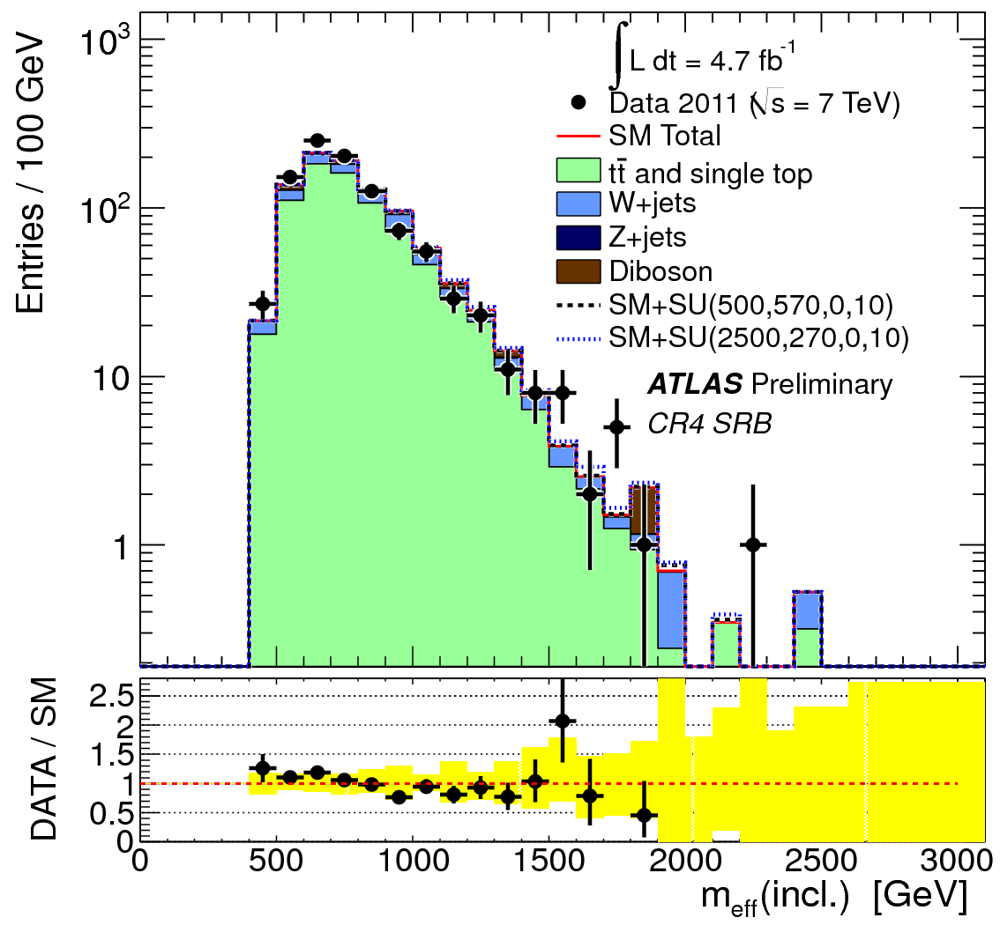 Entries / 100 GeV
10³
10²
10
1
∫ L dt = 4.7 fb⁻¹
Data 2011 (√s = 7 TeV)
SM Total
tt̄ and single top
W+jets
Z+jets
Diboson
SM+SU(500,570,0,10)
SM+SU(2500,270,0,10)
ATLAS Preliminary
CR4 SRB
DATA / SM
2.5
2
1.5
1
0.5
0
0 500 1000 1500 2000 2500 3000
m_eff(incl.) [GeV]